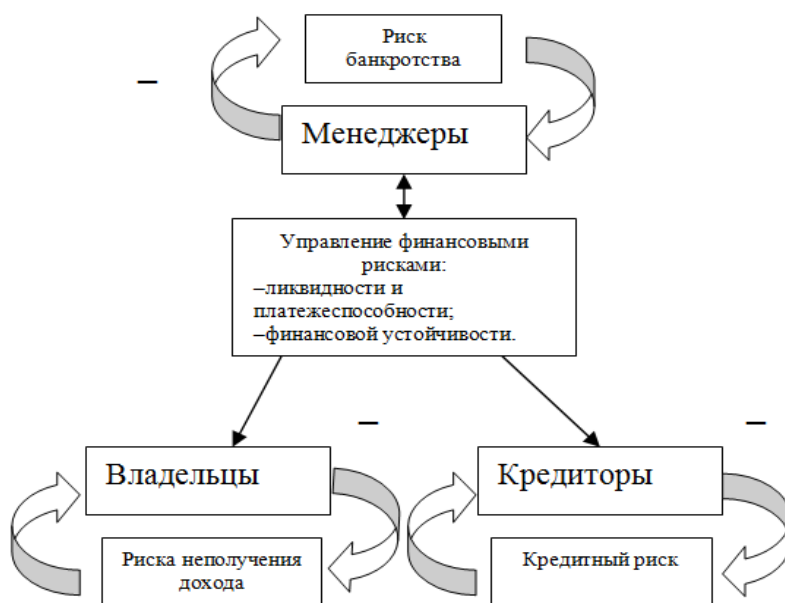 Риск
банкротства
–
Менеджеры
Управление финансовыми
рисками:
–ликвидности и
платежеспособности;
–финансовой устойчивости.
–
–
Владельцы
Кредиторы
Риска неполучения
дохода
Кредитный риск